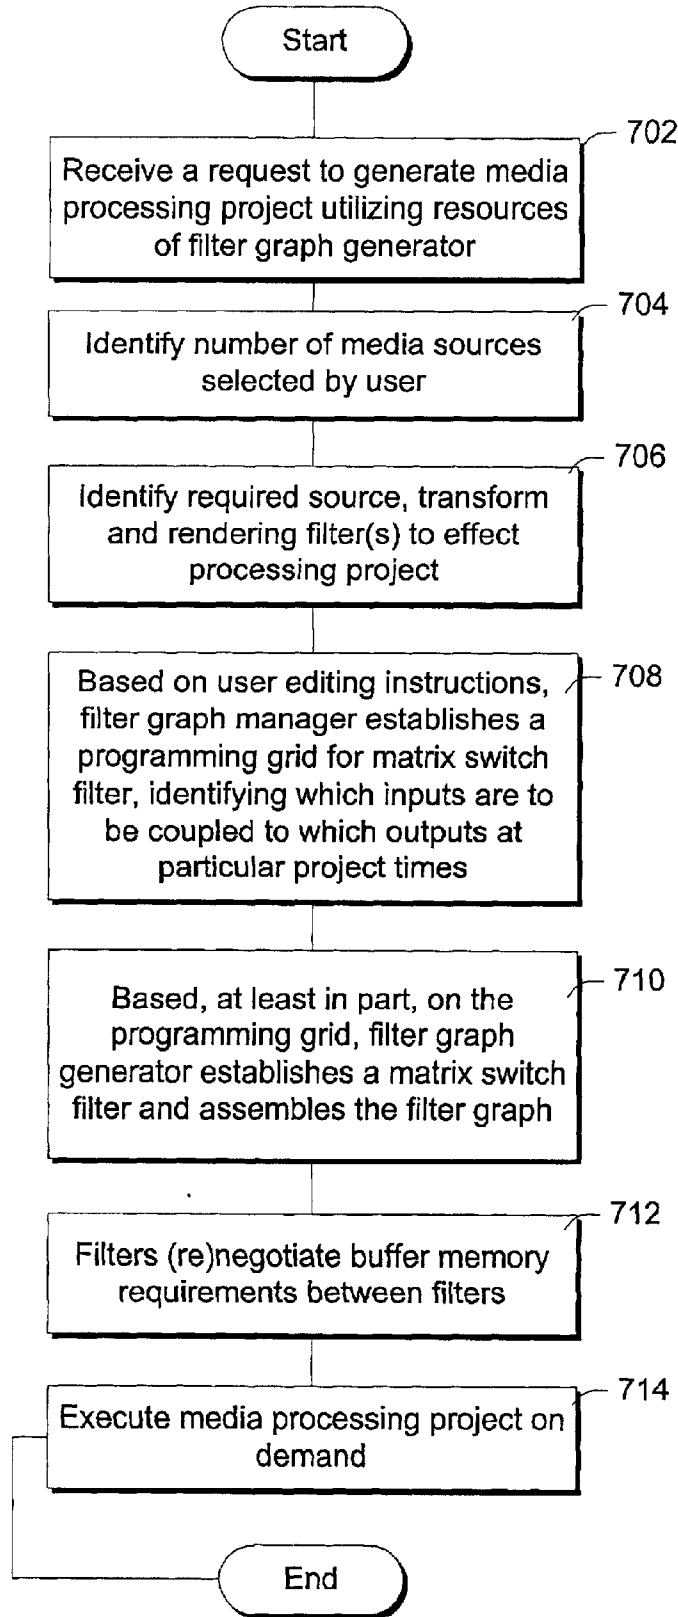 Start
702
Receive a request to generate media
processing project utilizing resources
of filter graph generator
704
Identify number of media sources
selected by user
706
Identify required source, transform
and rendering filter(s) to effect
processing project
708
Based on user editing instructions,
filter graph manager establishes a
programming grid for matrix switch
filter, identifying which inputs are to
be coupled to which outputs at
particular project times
710
Based, at least in part, on the
programming grid, filter graph
generator establishes a matrix switch
filter and assembles the filter graph
712
Filters (re)negotiate buffer memory
requirements between filters
714
Execute media processing project on
demand
End